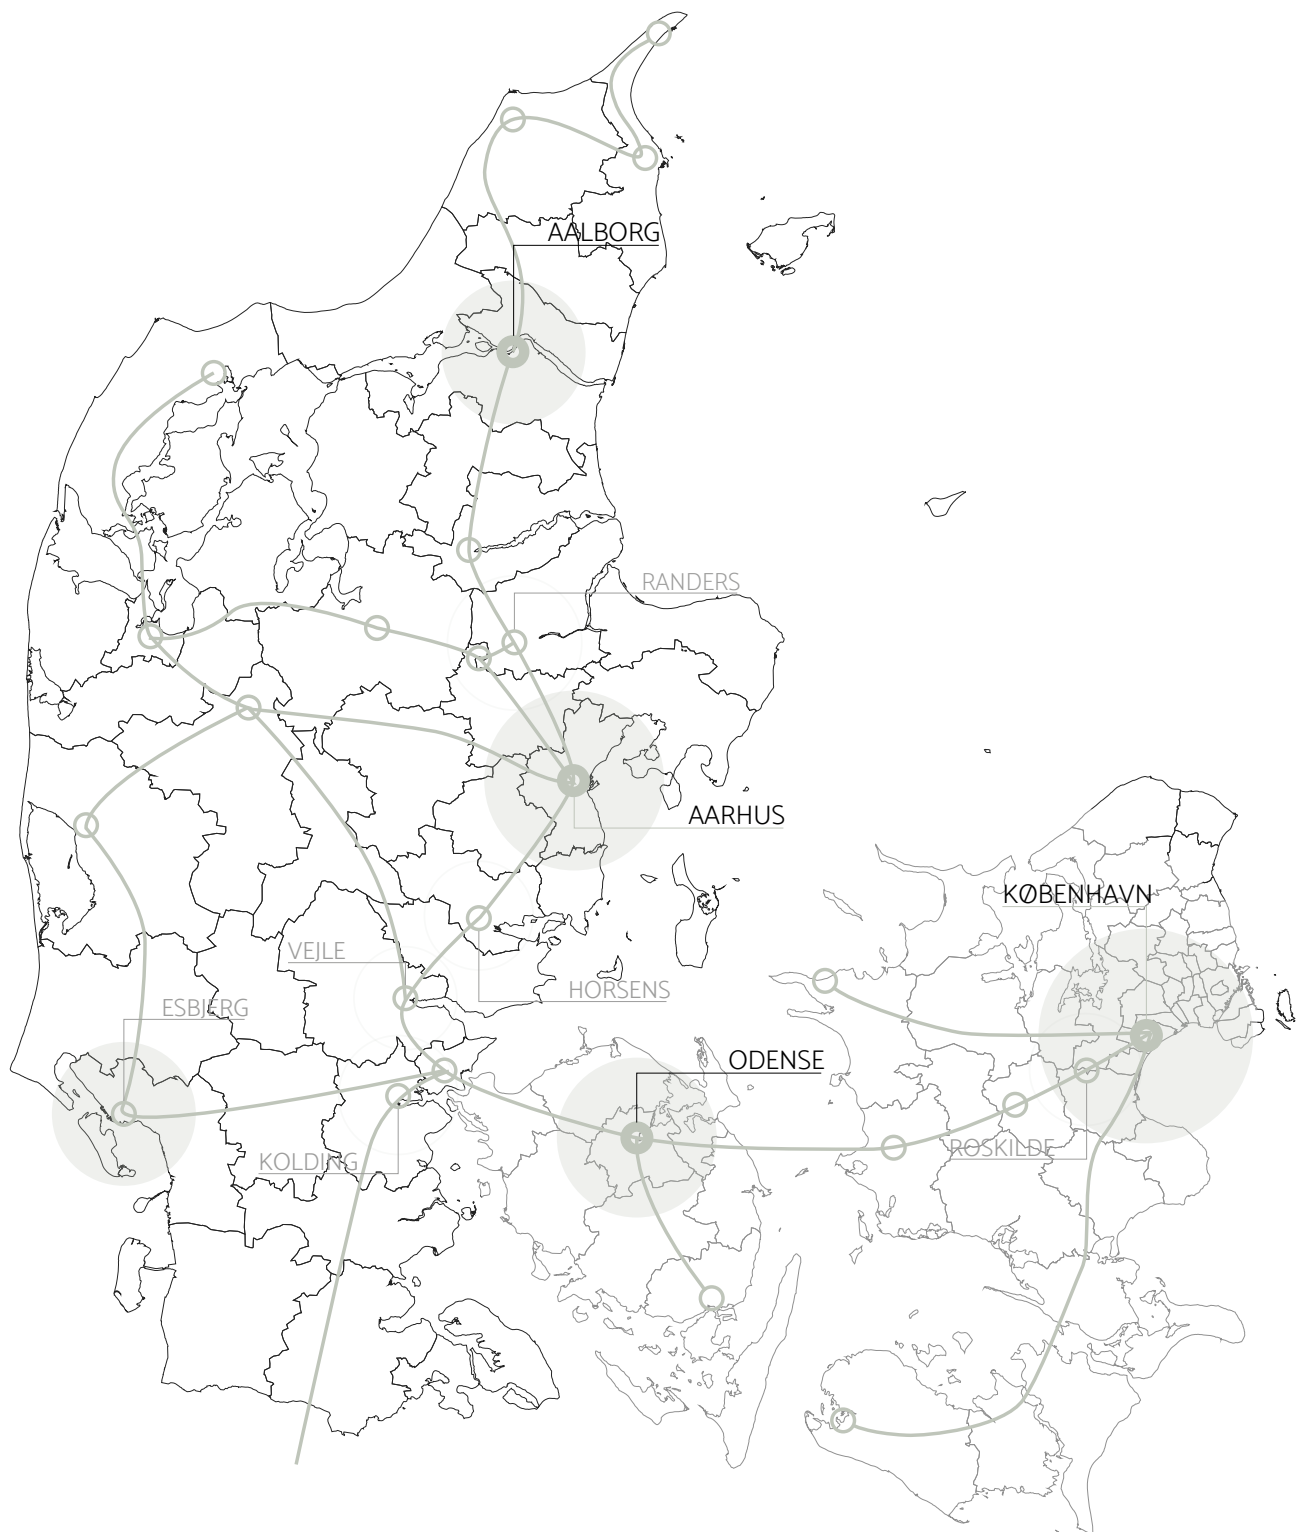 AALBORG
RANDERS
AARHUS
KØBENHAVN
VEJLE
HORSENS
ESBJERG
ODENSE
ROSKILDE
KOLDING